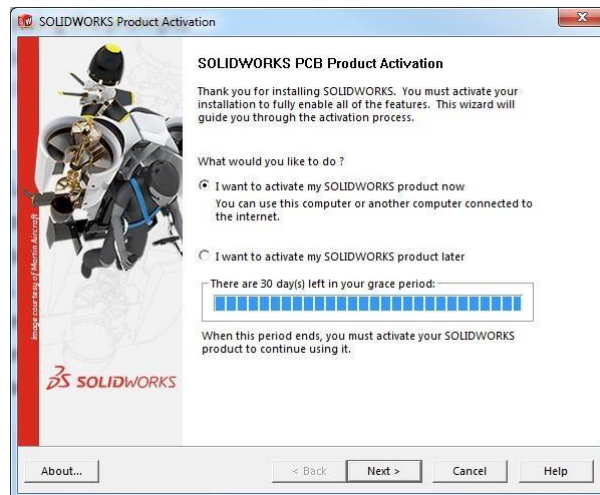 SOLIDWORKS Product Activation
SOLIDWORKS PCB Product Activation
Thank you for installing SOLIDWORKS. You must activate your
installation to fully enable all of the features. This wizard will
guide you through the activation process.
What would you like to do ?
I want to activate my SOLIDWORKS product now
You can use this computer or another computer connected to
the internet.
I want to activate my SOLIDWORKS product later
There are 30 day(s) left in your grace period:
When this period ends, you must activate your SOLIDWORKS
product to continue using it.
Image courtesy of Martin Aircraft
SOLIDWORKS
About...
< Back
Next >
Cancel
Help